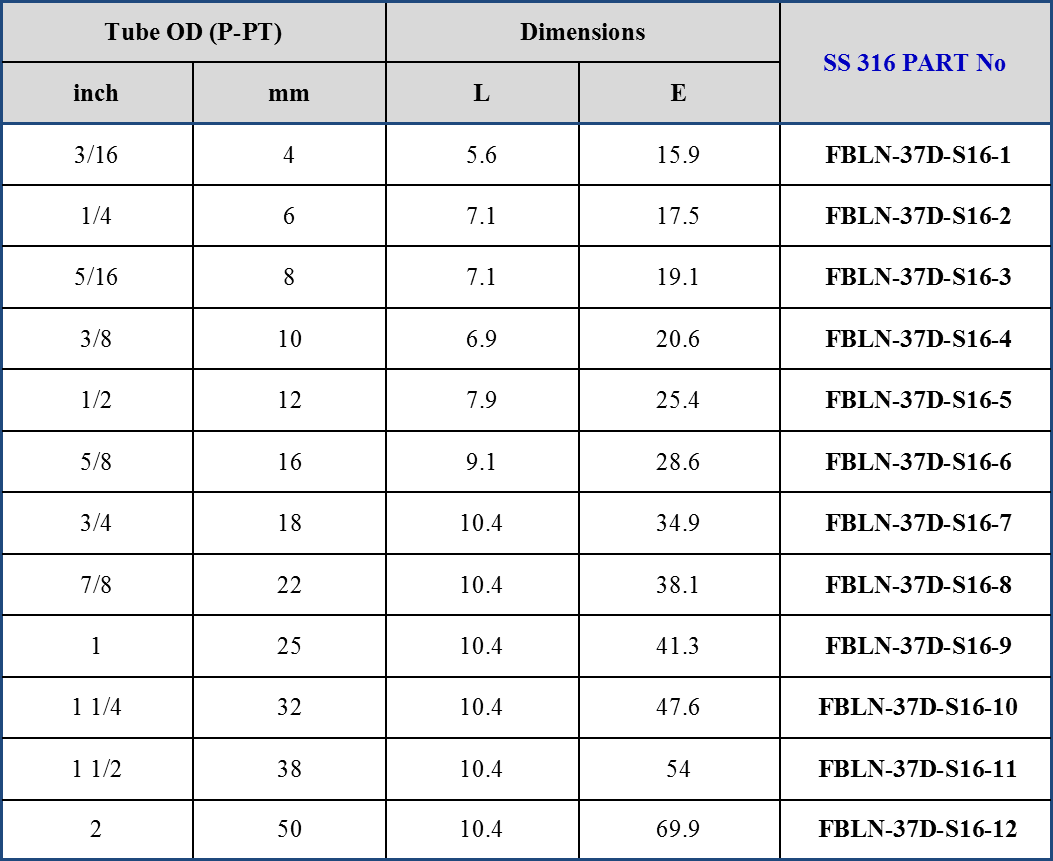 Tube OD (P-PT) Dimensions SS 316 PART No
inch mm L E
3/16 4 5.6 15.9 FBLN-37D-S16-1
1/4 6 7.1 17.5 FBLN-37D-S16-2
5/16 8 7.1 19.1 FBLN-37D-S16-3
3/8 10 6.9 20.6 FBLN-37D-S16-4
1/2 12 7.9 25.4 FBLN-37D-S16-5
5/8 16 9.1 28.6 FBLN-37D-S16-6
3/4 18 10.4 34.9 FBLN-37D-S16-7
7/8 22 10.4 38.1 FBLN-37D-S16-8
1 25 10.4 41.3 FBLN-37D-S16-9
1 1/4 32 10.4 47.6 FBLN-37D-S16-10
1 1/2 38 10.4 54 FBLN-37D-S16-11
2 50 10.4 69.9 FBLN-37D-S16-12